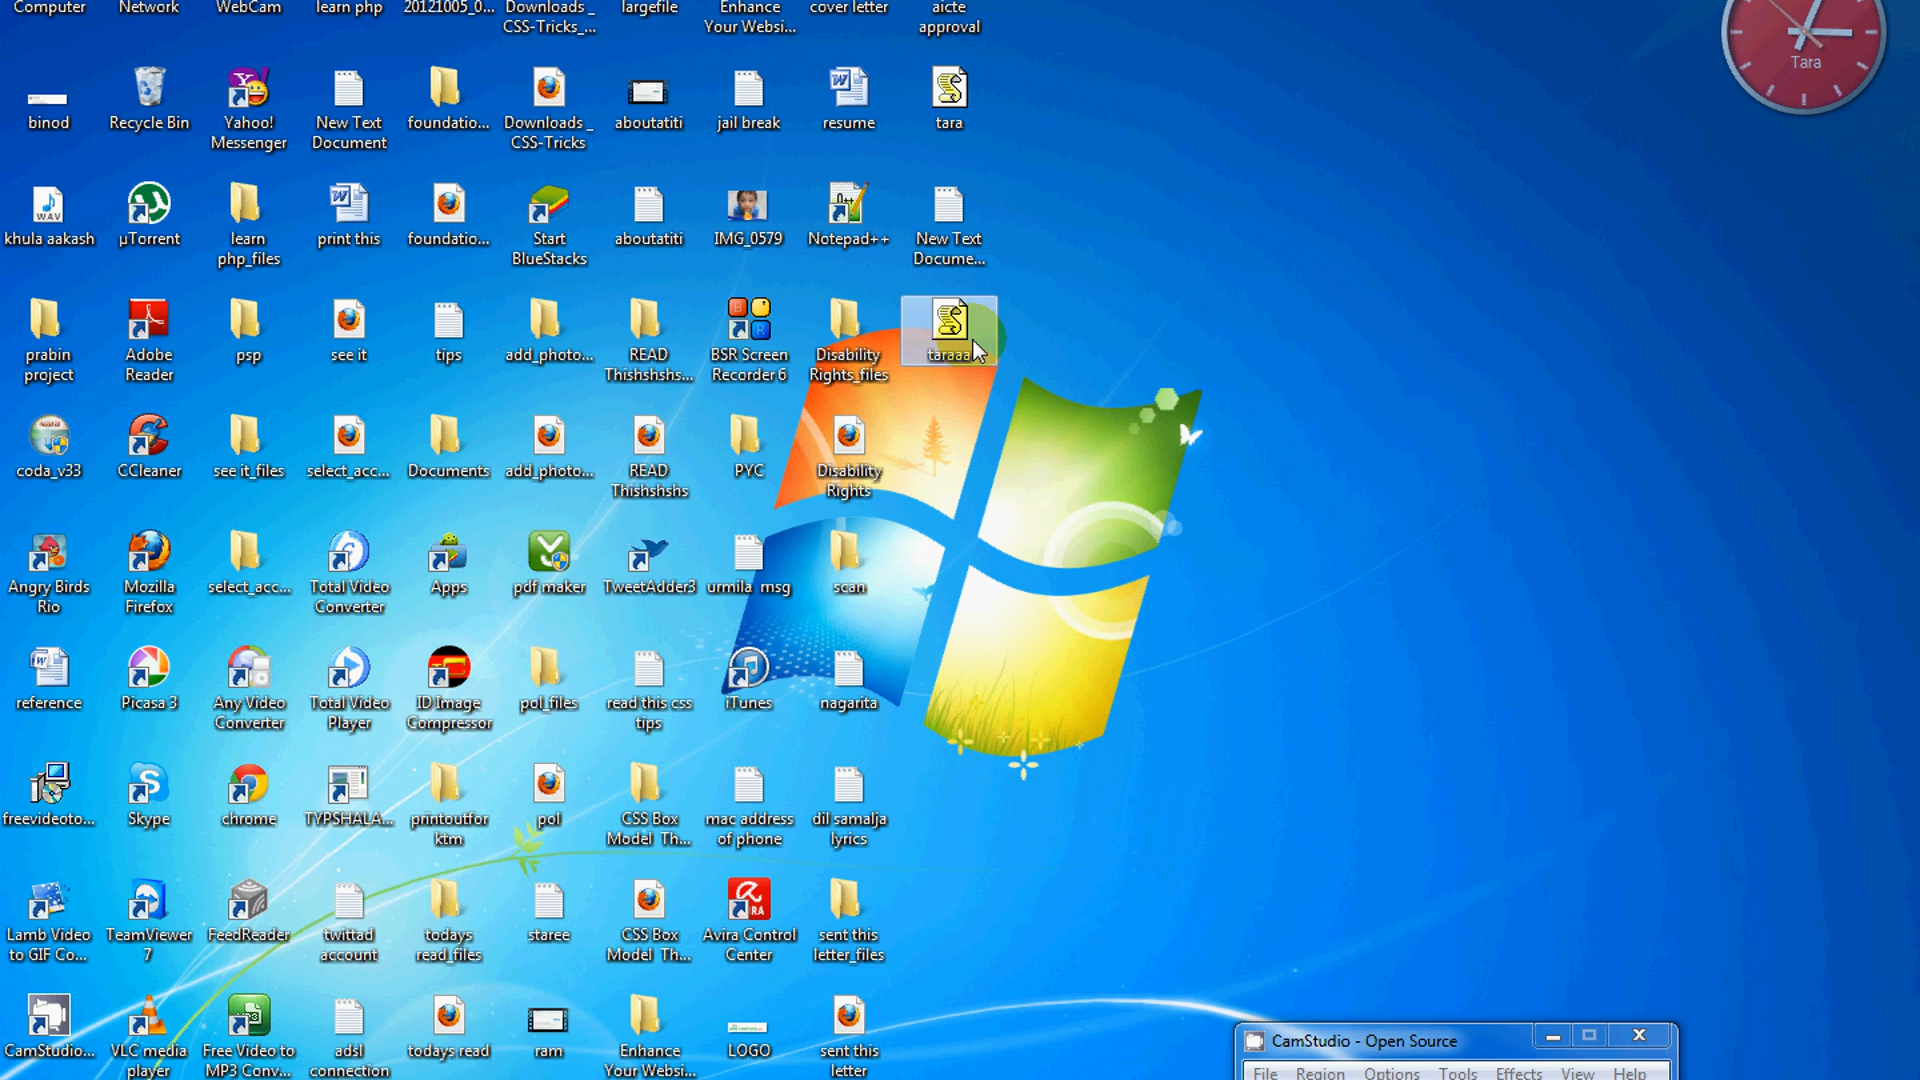 Computer
Network
WebCam
learn php
20121005_0...
Downloads _
CSS-Tricks_...
largefile
Enhance
Your Websi...
cover letter
aicte
approval
Tara
binod
Recycle Bin
Yahoo!
Messenger
New Text
Document
foundatio...
Downloads _
CSS-Tricks
aboutatiti
jail break
resume
tara
WAV
khula aakash
µTorrent
learn
php_files
print this
foundatio...
Start
BlueStacks
aboutatiti
IMG_0579
Notepad++
New Text
Docume...
prabin
project
Adobe
Reader
psp
see it
tips
add_photo...
READ
Thishshshs...
BSR Screen
Recorder 6
Disability
Rights_files
taraaa
coda_v33
CCleaner
see it_files
select_acc...
Documents
add_photo...
READ
Thishshshs
PYC
Disability
Rights
Angry Birds
Rio
Mozilla
Firefox
select_acc...
Total Video
Converter
Apps
pdf maker
TweetAdder3
urmila msg
scan
reference
Picasa 3
Any Video
Converter
Total Video
Player
ID Image
Compressor
pol_files
read this css
tips
iTunes
nagarita
freevideoto...
Skype
chrome
TYPSHALA...
printoutfor
ktm
pol
CSS Box
Model Th...
mac address
of phone
dil samalja
lyrics
Lamb Video
to GIF Co...
TeamViewer
7
FeedReader
twittad
account
todays
read_files
staree
CSS Box
Model Th...
Avira Control
Center
sent this
letter_files
CamStudio...
VLC media
player
Free Video to
MP3 Conv...
adsl
connection
todays read
ram
Enhance
Your Websi...
LOGO
sent this
letter
CamStudio - Open Source
File Region Options Tools Effects View Help